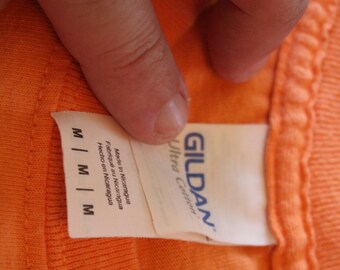 GILDAN
Ultra Cotton
Made in Nicaragua
Fabriqué au Nicaragua
Hecho en Nicaragua
M | M | M